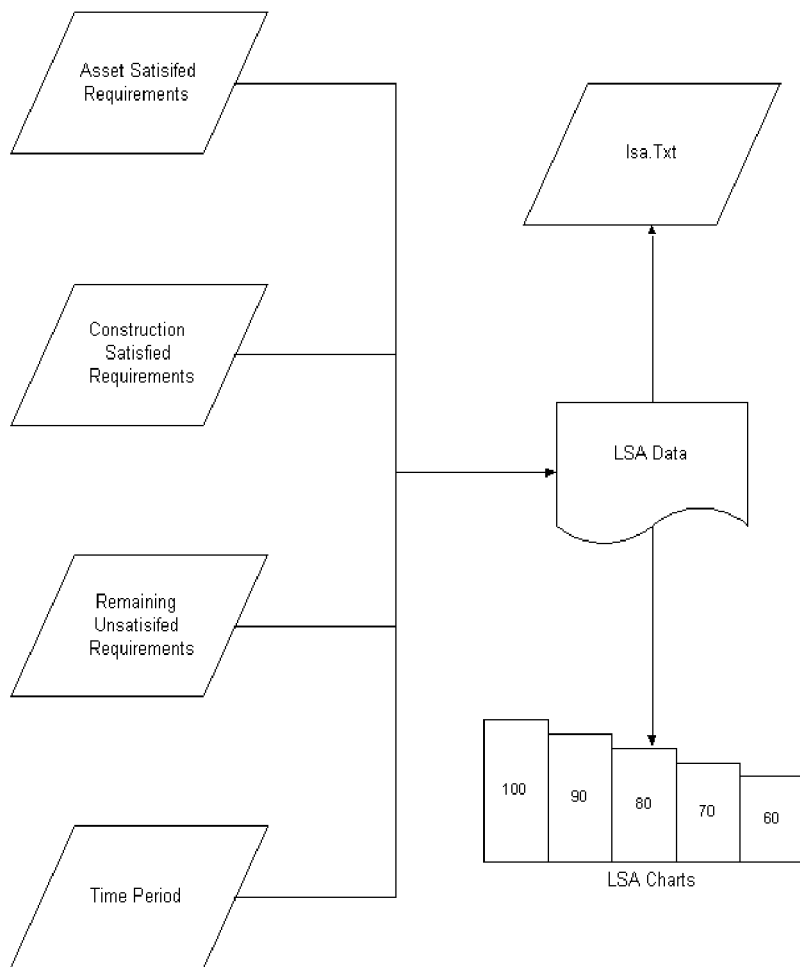 Asset Satisifed
Requirements
lsa.Txt
Construction
Satisfied
Requirements
LSA Data
Remaining
Unsatisifed
Requirements
100
90
80
70
60
LSA Charts
Time Period